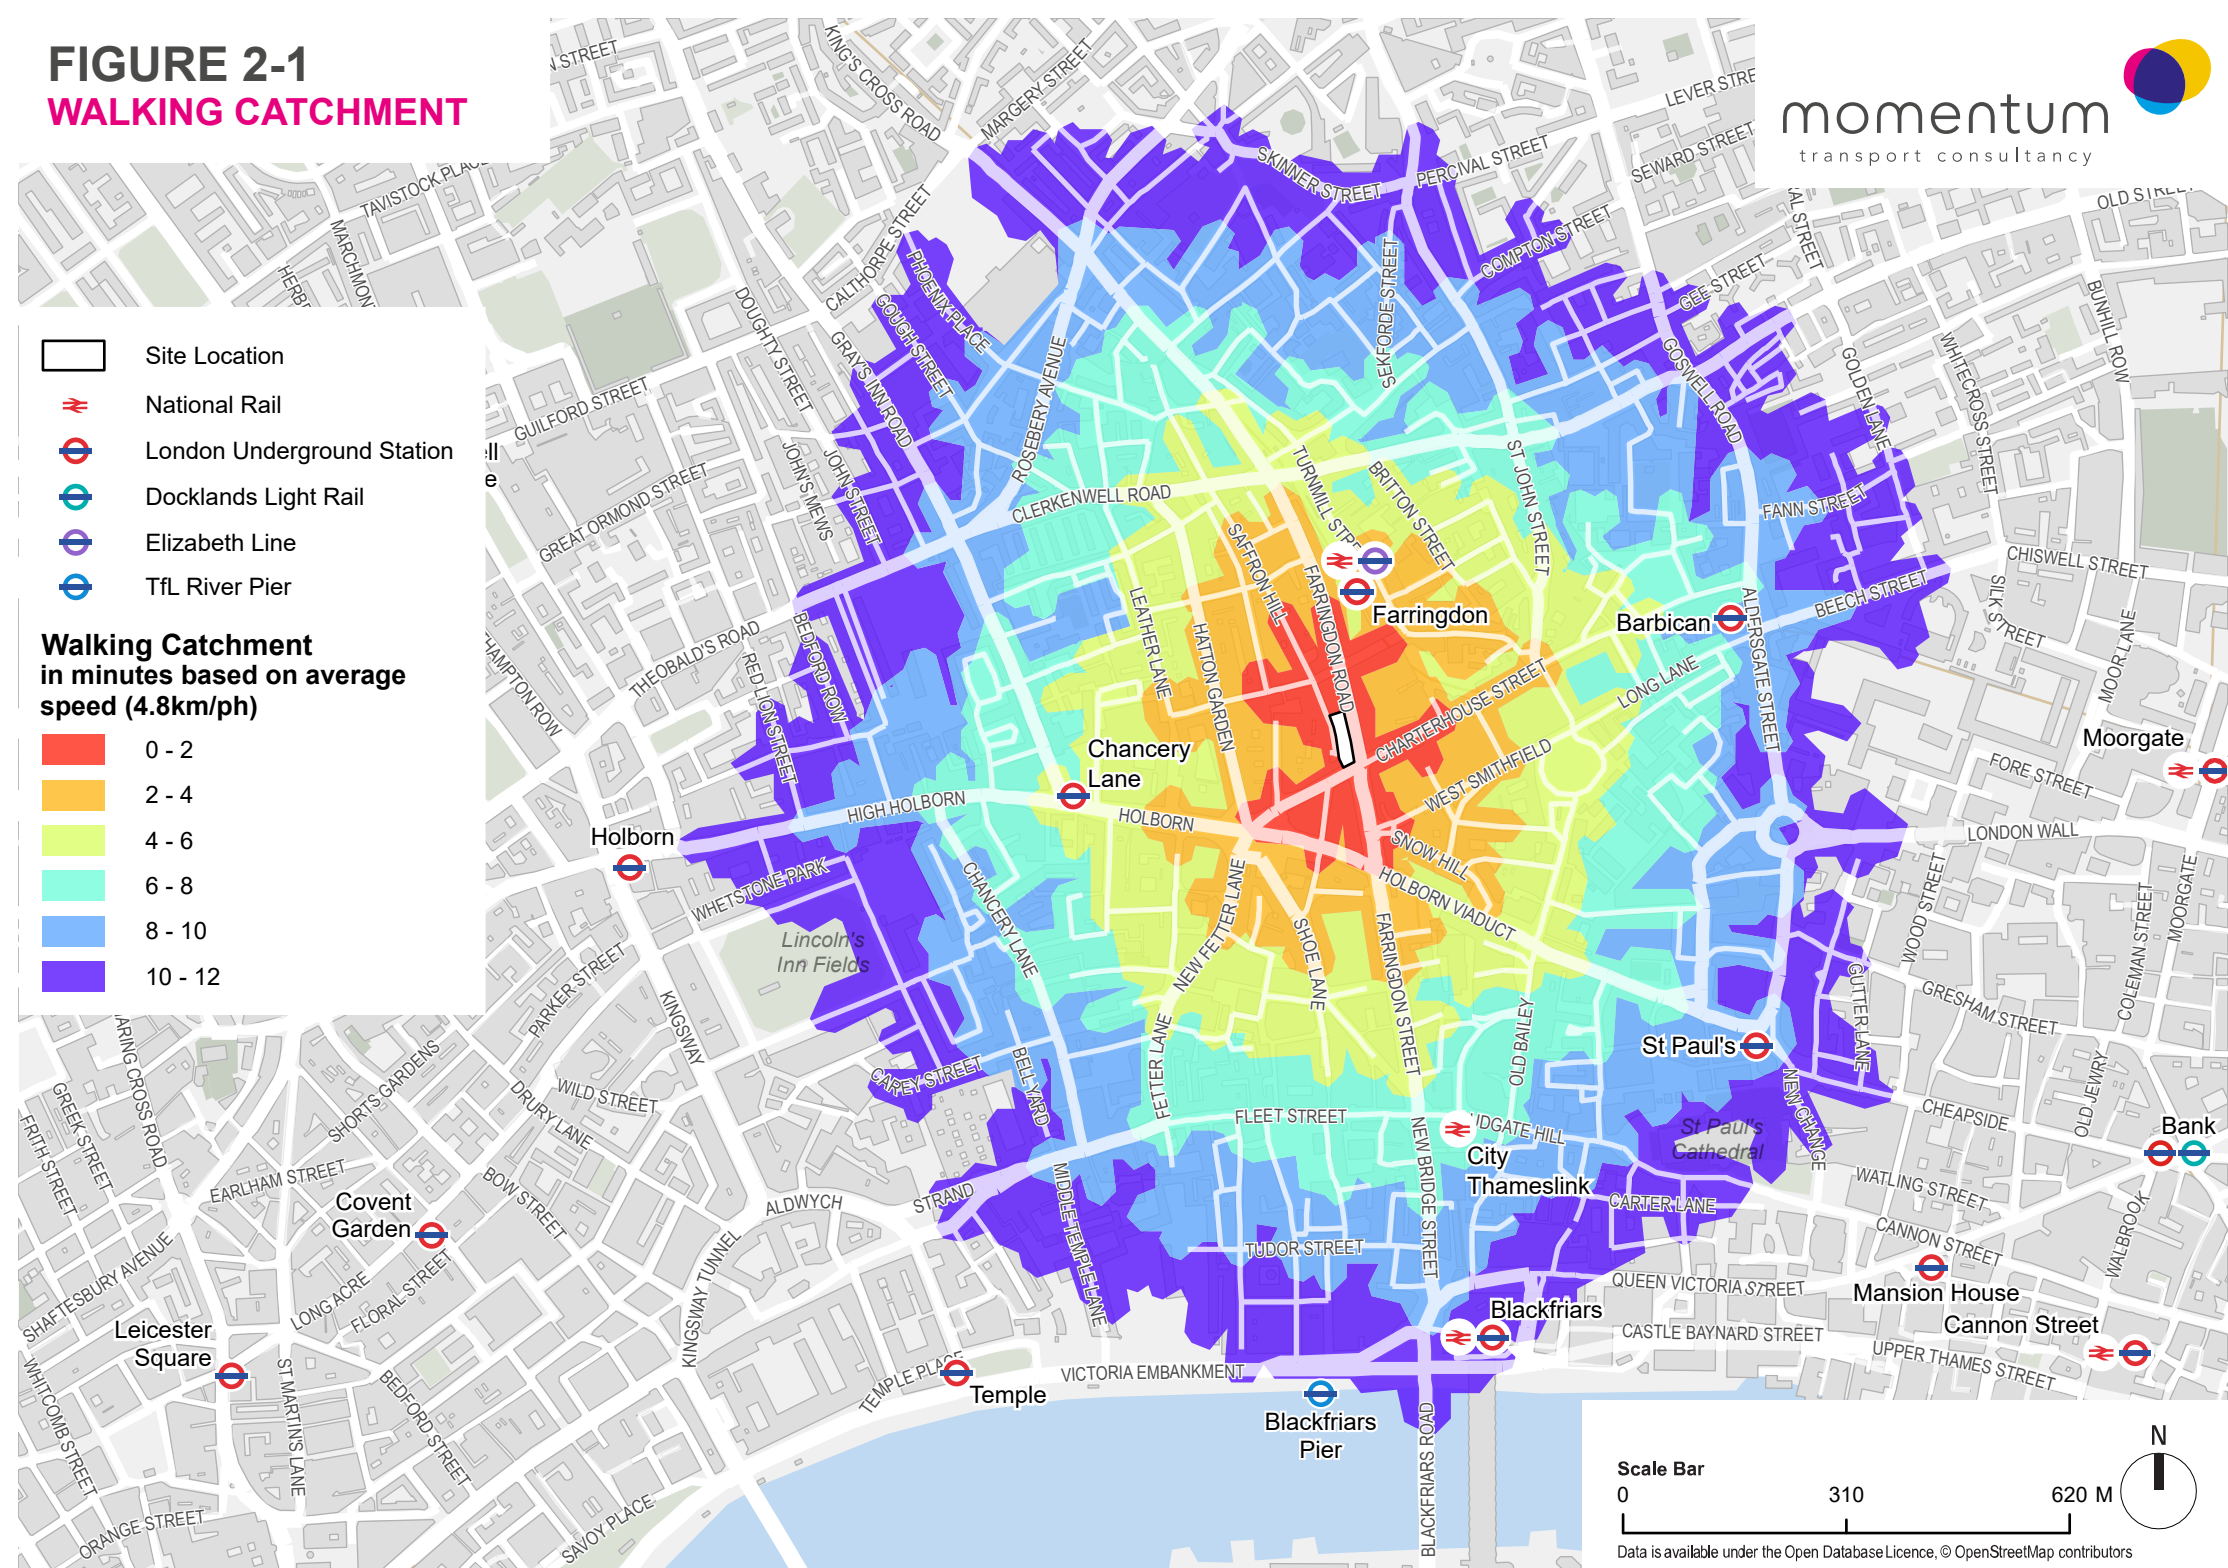 FIGURE 2-1
WALKING CATCHMENT
momentum
transport consultancy
Site Location
National Rail
London Underground Station
Docklands Light Rail
Elizabeth Line
TfL River Pier
Walking Catchment
in minutes based on average
speed (4.8km/ph)
0 - 2
2 - 4
4 - 6
6 - 8
8 - 10
10 - 12
KING'S CROSS ROAD
MARGERY STREET
LEVER STRE
SEWARD STREET
PERCIVAL STREET
SKINNER STREET
OLD STREET
TAVISTOCK PLACE
MARCHMON
HERB
CALTHORPE STREET
PHOENIX PLACE
GOUGH STREET
DOUGHTY STREET
GRAY'S INN ROAD
GUILFORD STREET
COMPTON STREET
GEE STREET
SEKFORDE STREET
GOSWELL ROAD
GOLDEN LANE
WHITECROSS STREET
BUNHILL ROW
ROSEBERY AVENUE
CLERKENWELL ROAD
TURNMILL STRE
BRITTON STREET
ST JOHN STREET
FANN STREET
CHISWELL STREET
BEECH STREET
SILK STREET
MOOR LANE
JOHN STREET
JOHN'S MEWS
GREAT ORMOND STREET
THEOBALD'S ROAD
BEDFORD ROW
RED LION STREET
LEATHER LANE
HATTON GARDEN
SAFFRON HILL
FARRINGDON ROAD
Farringdon
Barbican
ALDERSGATE STREET
LONG LANE
CHARTERHOUSE STREET
WEST SMITHFIELD
Chancery
Lane
Moorgate
FORE STREET
LONDON WALL
Holborn
HIGH HOLBORN
HOLBORN
SNOW HILL
HOLBORN VIADUCT
WHETSTONE PARK
Lincoln's
Inn Fields
CHANCERY LANE
NEW FETTER LANE
SHOE LANE
FARRINGDON STREET
OLD BAILEY
WOOD STREET
GUTTER LANE
GRESHAM STREET
COLEMAN STREET
MOORGATE
PARKER STREET
KINGSWAY
SHORTS GARDENS
WILD STREET
DRURY LANE
CAREY STREET
BELL YARD
FETTER LANE
FLEET STREET
St Paul's
NEW CHANGE
CHEAPSIDE
OLD JEWRY
Bank
St Paul's
Cathedral
IDGATE HILL
City
Thameslink
NEW BRIDGE STREET
CARTER LANE
WATLING STREET
CANNON STREET
WALBROOK
ARING CROSS ROAD
GREEK STREET
FRITH STREET
EARLHAM STREET
Covent
Garden
BOW STREET
ALDWYCH
STRAND
MIDDLE TEMPLE LANE
TUDOR STREET
QUEEN VICTORIA STREET
Mansion House
SHAFTESBURY AVENUE
LONG ACRE
FLORAL STREET
KINGSWAY TUNNEL
Blackfriars
CASTLE BAYNARD STREET
Cannon Street
UPPER THAMES STREET
Leicester
Square
WHITCOMB STREET
ST MARTIN'S LANE
BEDFORD STREET
TEMPLE PLACE
Temple
VICTORIA EMBANKMENT
Blackfriars
Pier
BLACKFRIARS ROAD
ORANGE STREET
SAVOY PLACE
Scale Bar
0 310 620 M
N
Data is available under the Open Database Licence, © OpenStreetMap contributors